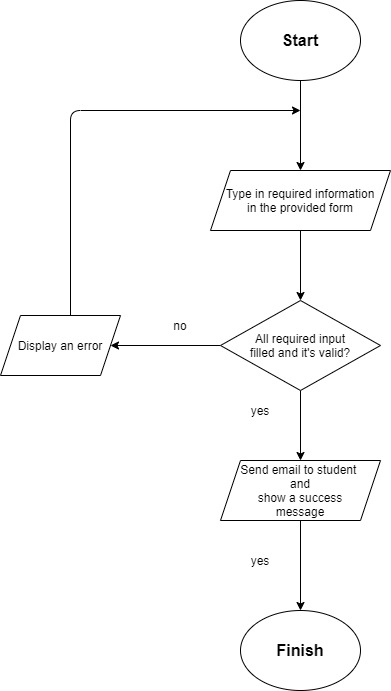 Start
Type in required information
in the provided form
All required input
filled and it's valid?
no
Display an error
yes
Send email to student
and
show a success
message
yes
Finish